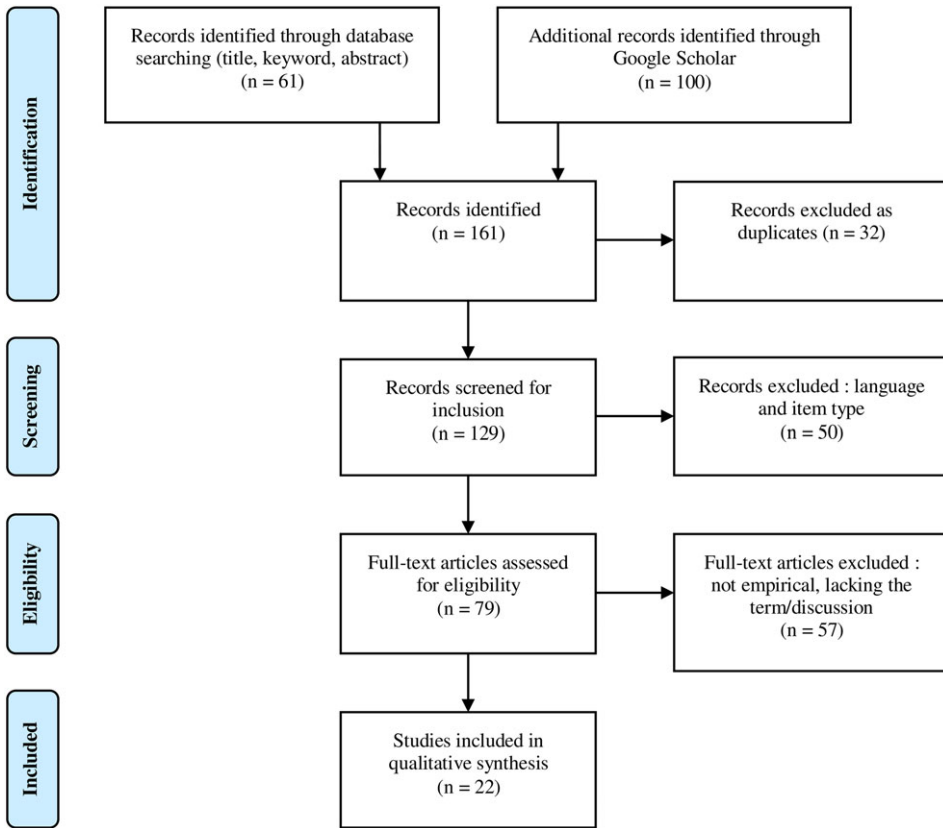 Identification
Records identified through database
searching (title, keyword, abstract)
(n = 61)
Additional records identified through
Google Scholar
(n = 100)
Records identified
(n = 161)
Records excluded as
duplicates (n = 32)
Screening
Records screened for
inclusion
(n = 129)
Records excluded : language
and item type
(n = 50)
Eligibility
Full-text articles assessed
for eligibility
(n = 79)
Full-text articles excluded :
not empirical, lacking the
term/discussion
(n = 57)
Included
Studies included in
qualitative synthesis
(n = 22)